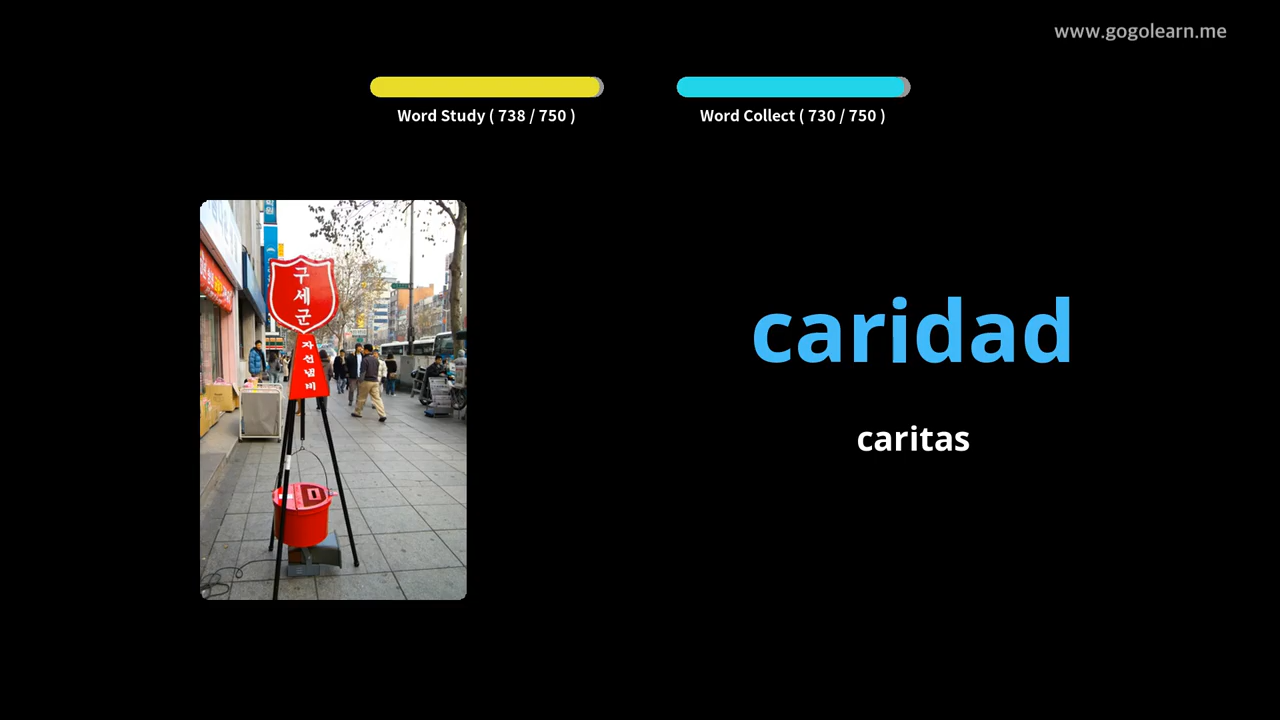 www.gogolearn.me
Word Study ( 738 / 750 )
Word Collect ( 730 / 750 )
구
세
군
자
선
냄
비
caridad
caritas